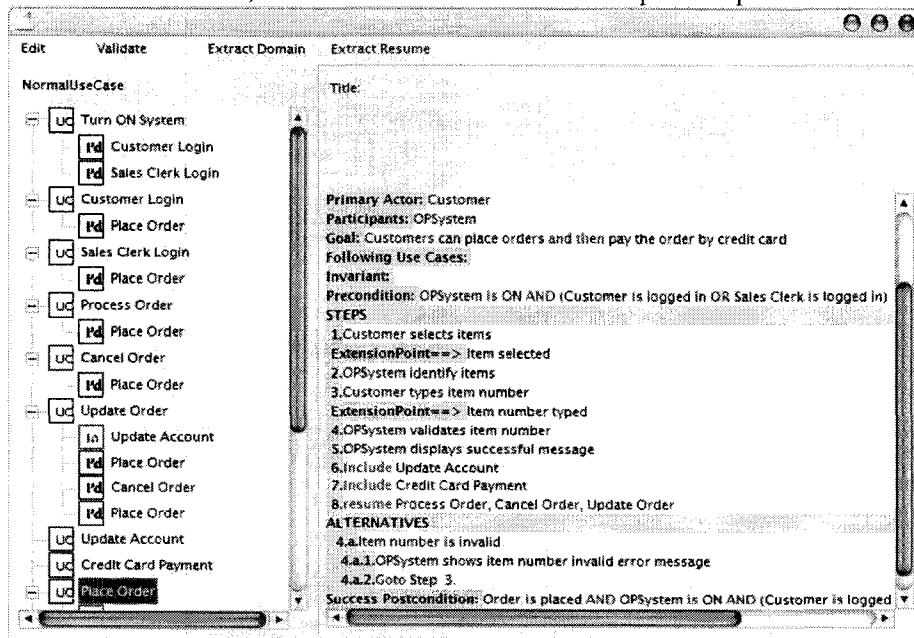 Edit Validate Extract Domain Extract Resume
NormalUseCase
UC Turn ON System
Customer Login
Sales Clerk Login
UC Customer Login
Place Order
UC Sales Clerk Login
Place Order
UC Process Order
Place Order
UC Cancel Order
Place Order
UC Update Order
In Update Account
Place Order
Cancel Order
Place Order
UC Update Account
UC Credit Card Payment
UC Place Order
Title:
Primary Actor: Customer
Participants: OPSystem
Goal: Customers can place orders and then pay the order by credit card
Following Use Cases:
Invariant:
Precondition: OPSystem is ON AND (Customer is logged in OR Sales Clerk is logged in)
STEPS
1.Customer selects items
ExtensionPoint==> Item selected
2.OPSystem identify items
3.Customer types item number
ExtensionPoint==> Item number typed
4.OPSystem validates item number
5.OPSystem displays successful message
6.Include Update Account
7.Include Credit Card Payment
8.resume Process Order, Cancel Order, Update Order
ALTERNATIVES
4.a.Item number is invalid
4.a.1.OPSystem shows item number invalid error message
4.a.2.Goto Step 3.
Success Postcondition: Order is placed AND OPSystem is ON AND (Customer is logged